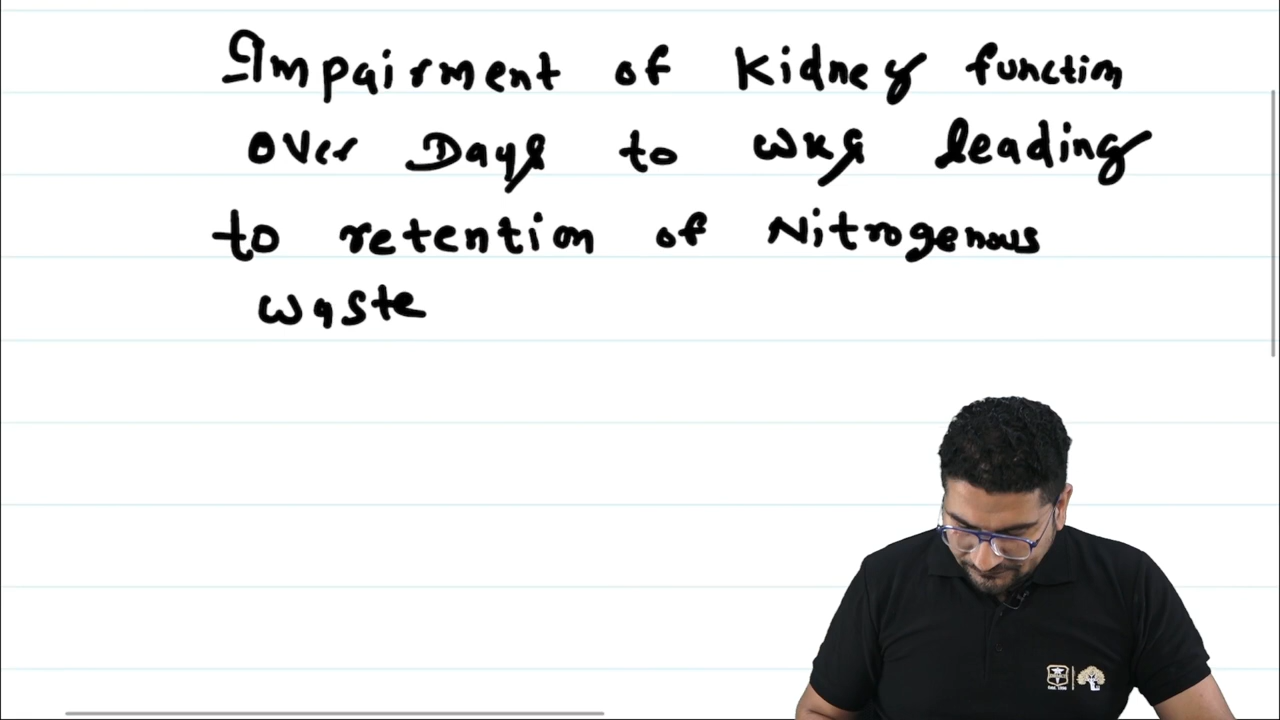 Impairment of Kidney function
over Days to wks leading
to retention of Nitrogenous
waste